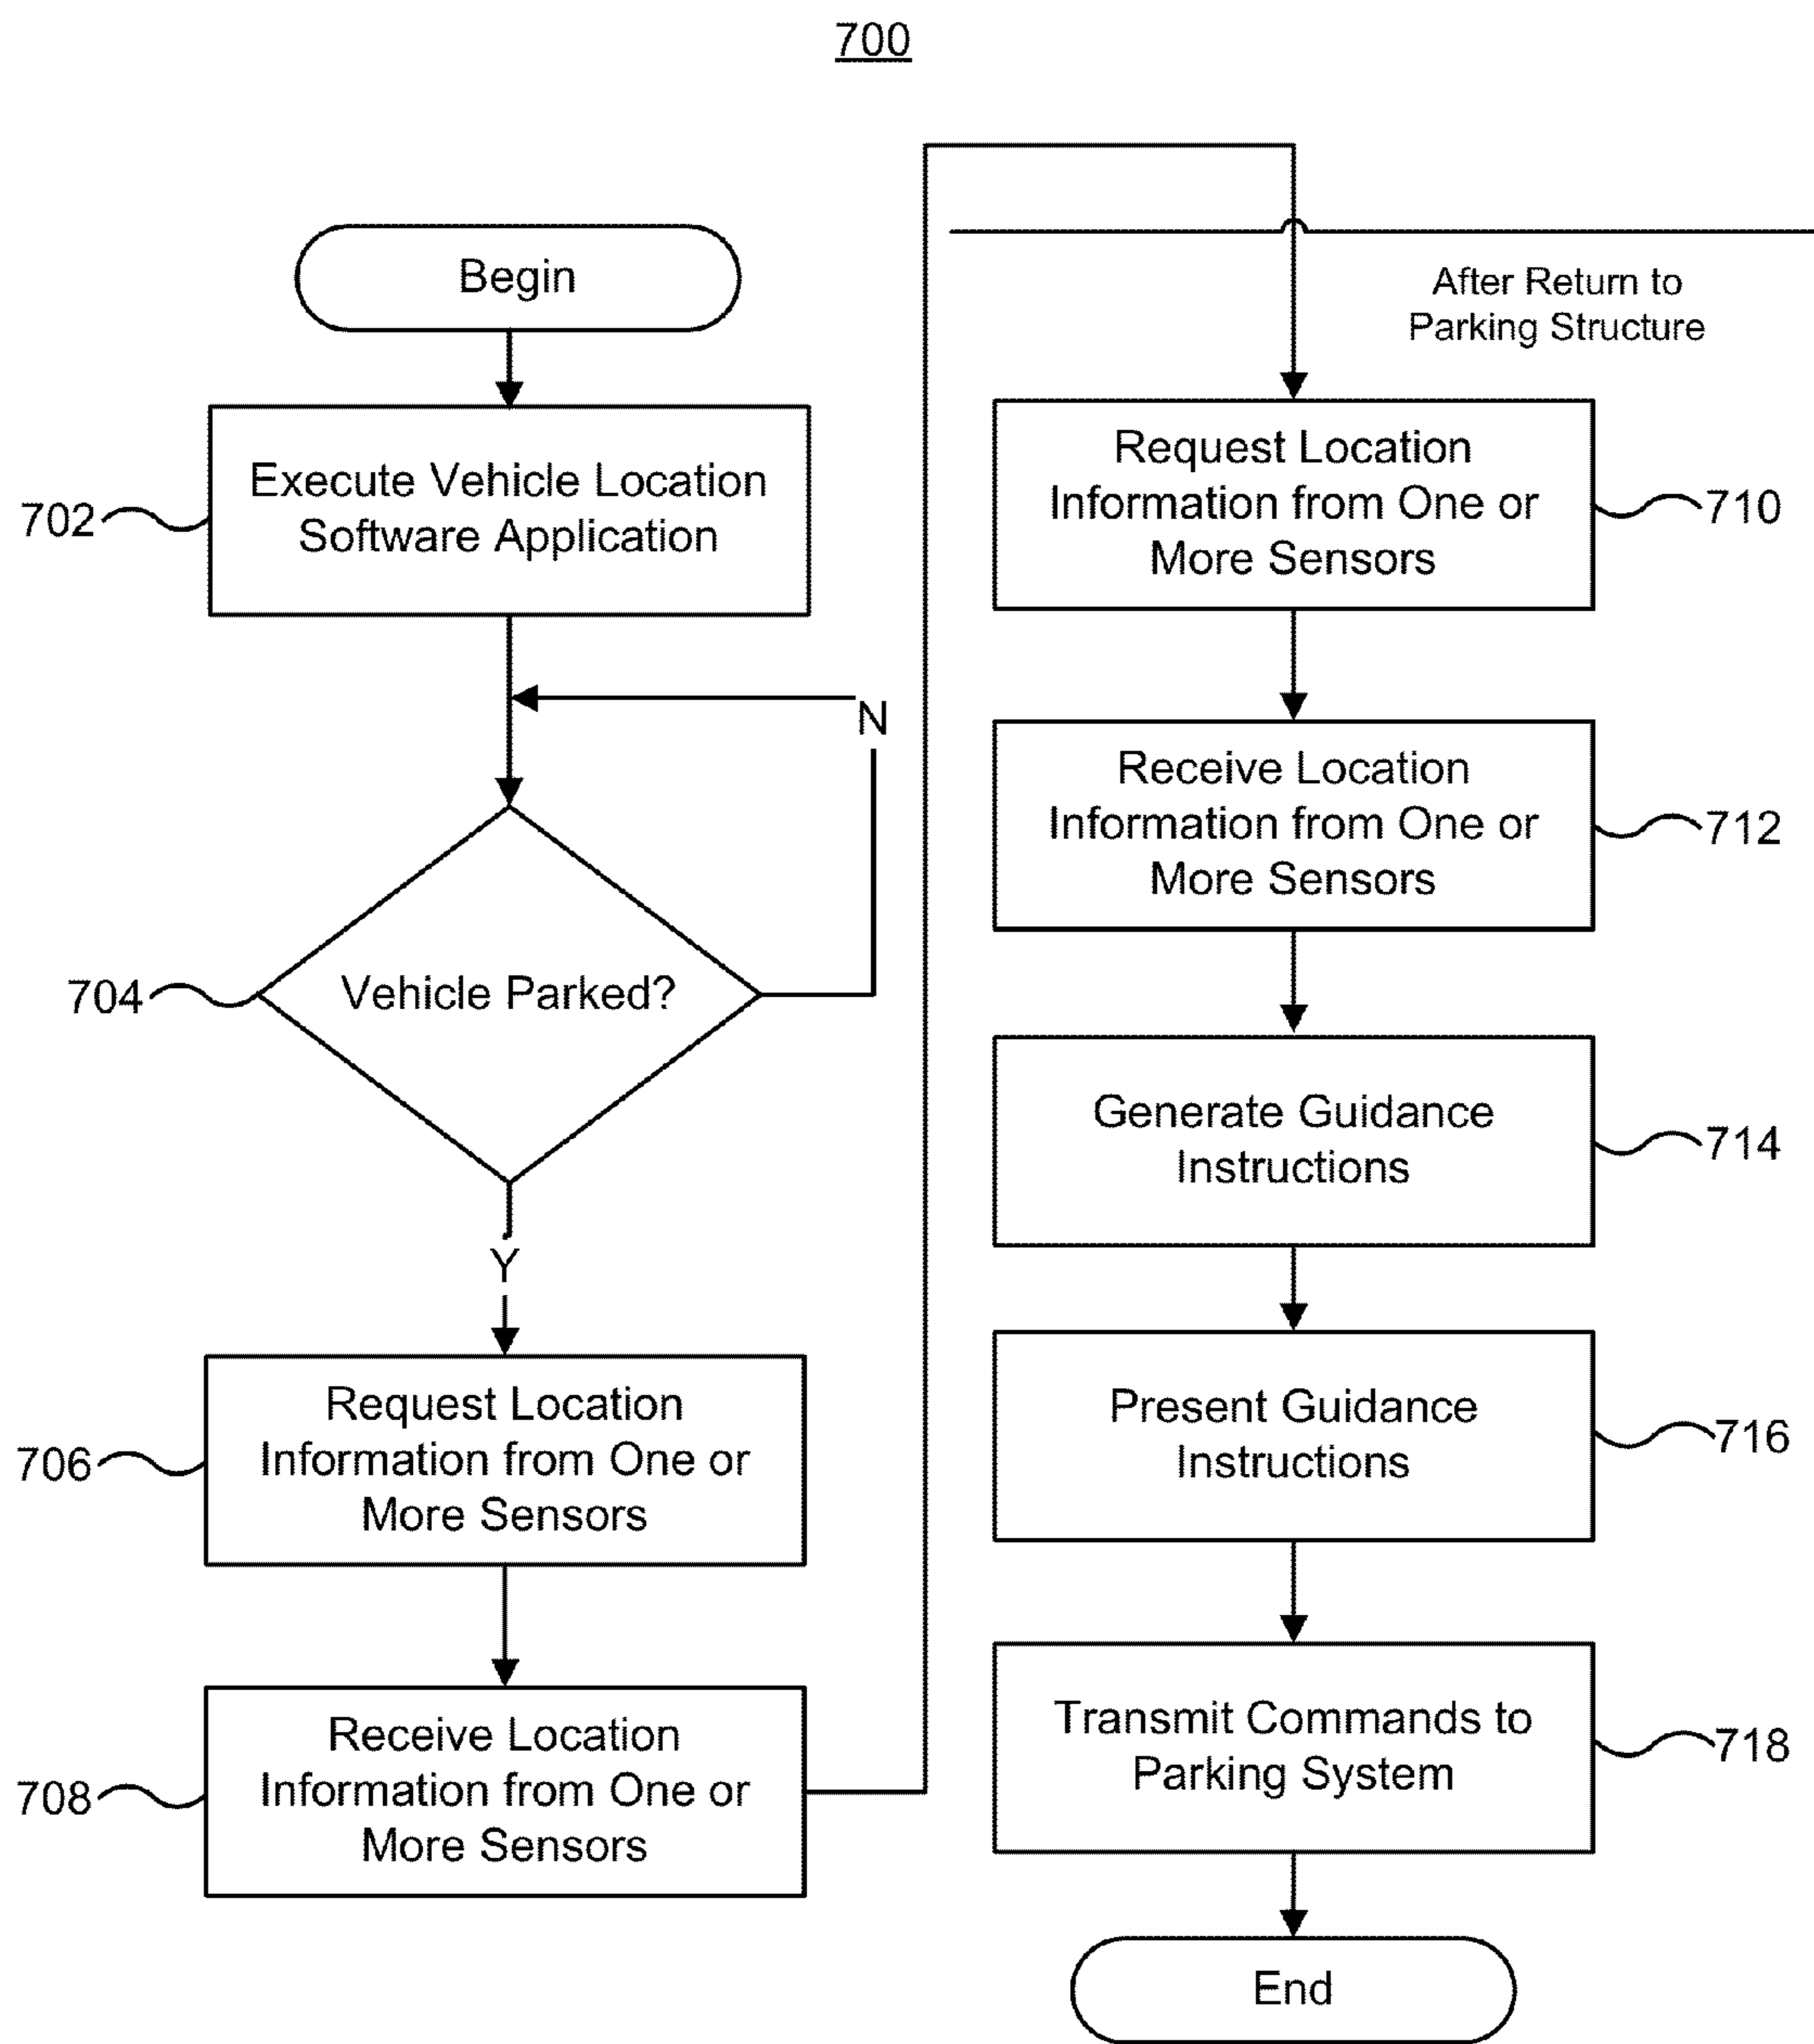 700
Begin
702
Execute Vehicle Location
Software Application
N
704
Vehicle Parked?
Y
706
Request Location
Information from One or
More Sensors
708
Receive Location
Information from One or
More Sensors
After Return to
Parking Structure
Request Location
Information from One or
More Sensors
710
Receive Location
Information from One or
More Sensors
712
Generate Guidance
Instructions
714
Present Guidance
Instructions
716
Transmit Commands to
Parking System
718
End